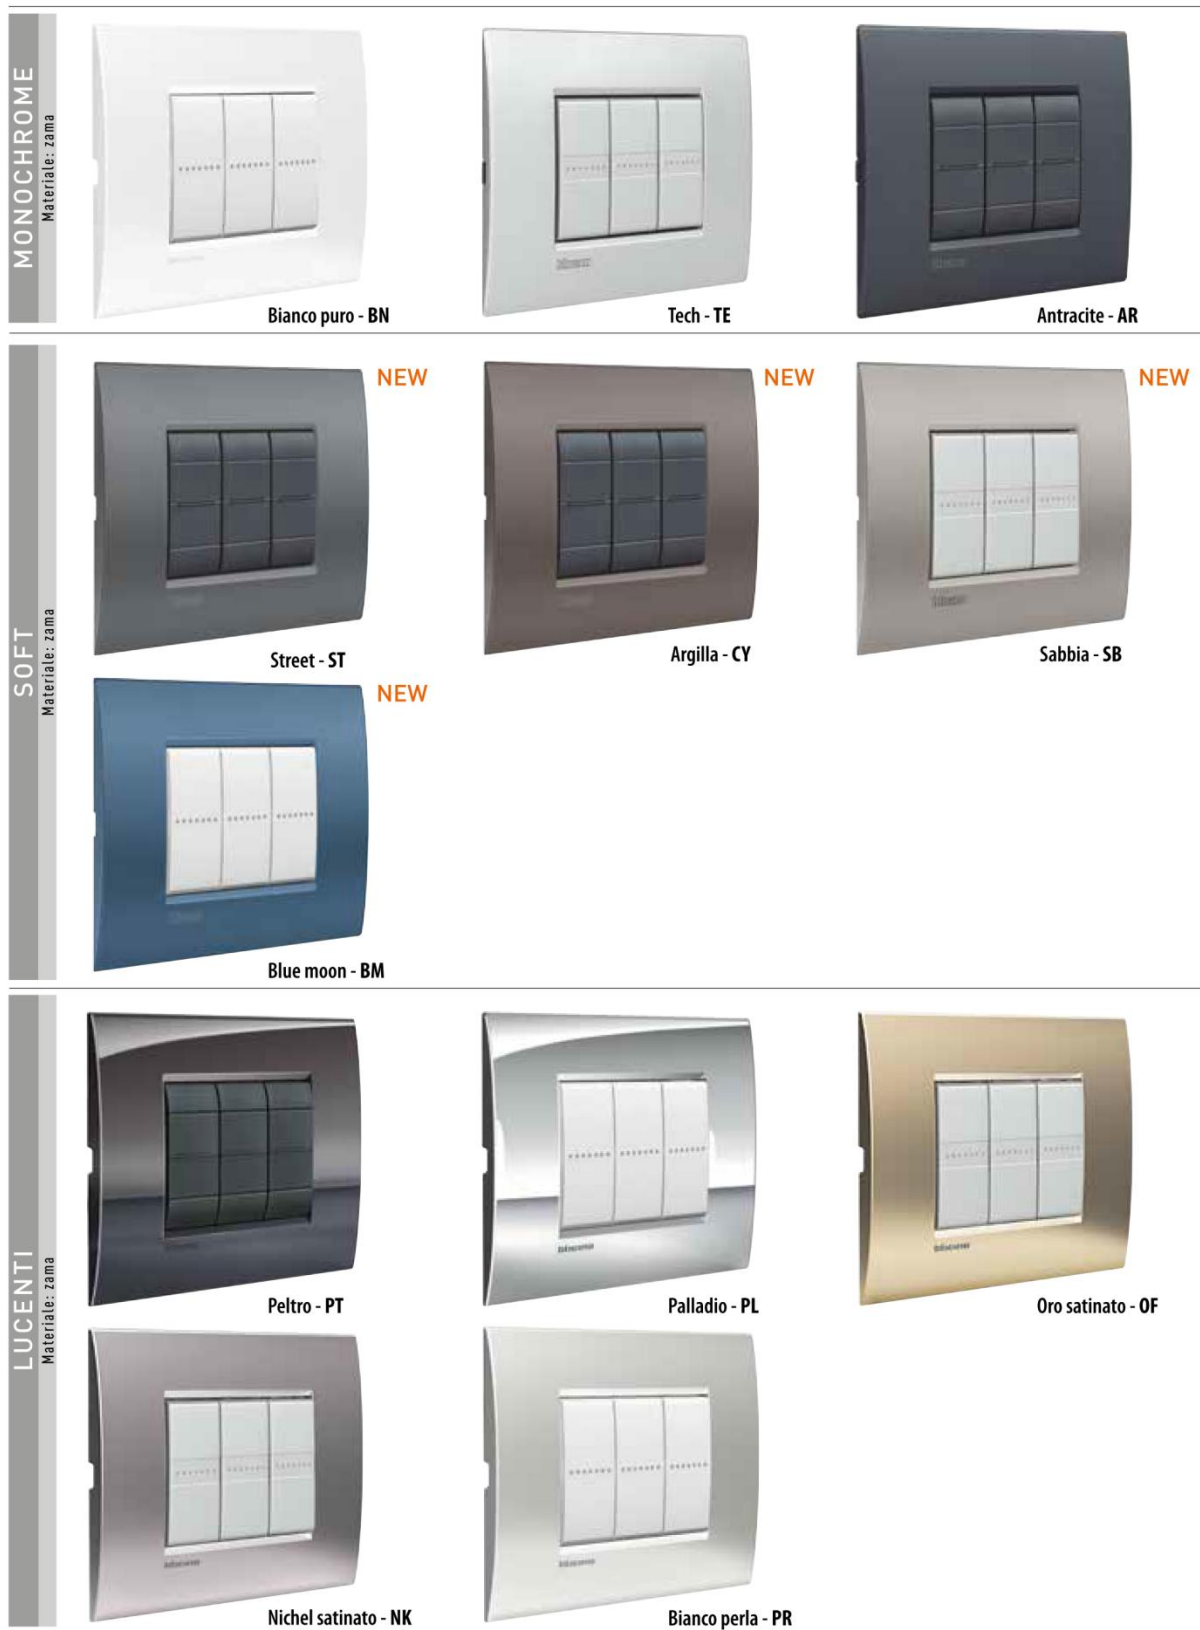 MONOCHROME
Materiale: zama
Bianco puro - BN
Tech - TE
Antracite - AR
SOFT
Materiale: zama
NEW
NEW
NEW
Street - ST
Argilla - CY
Sabbia - SB
NEW
Blue moon - BM
LUCENTI
Materiale: zama
Peltro - PT
Palladio - PL
Oro satinato - OF
Nichel satinato - NK
Bianco perla - PR